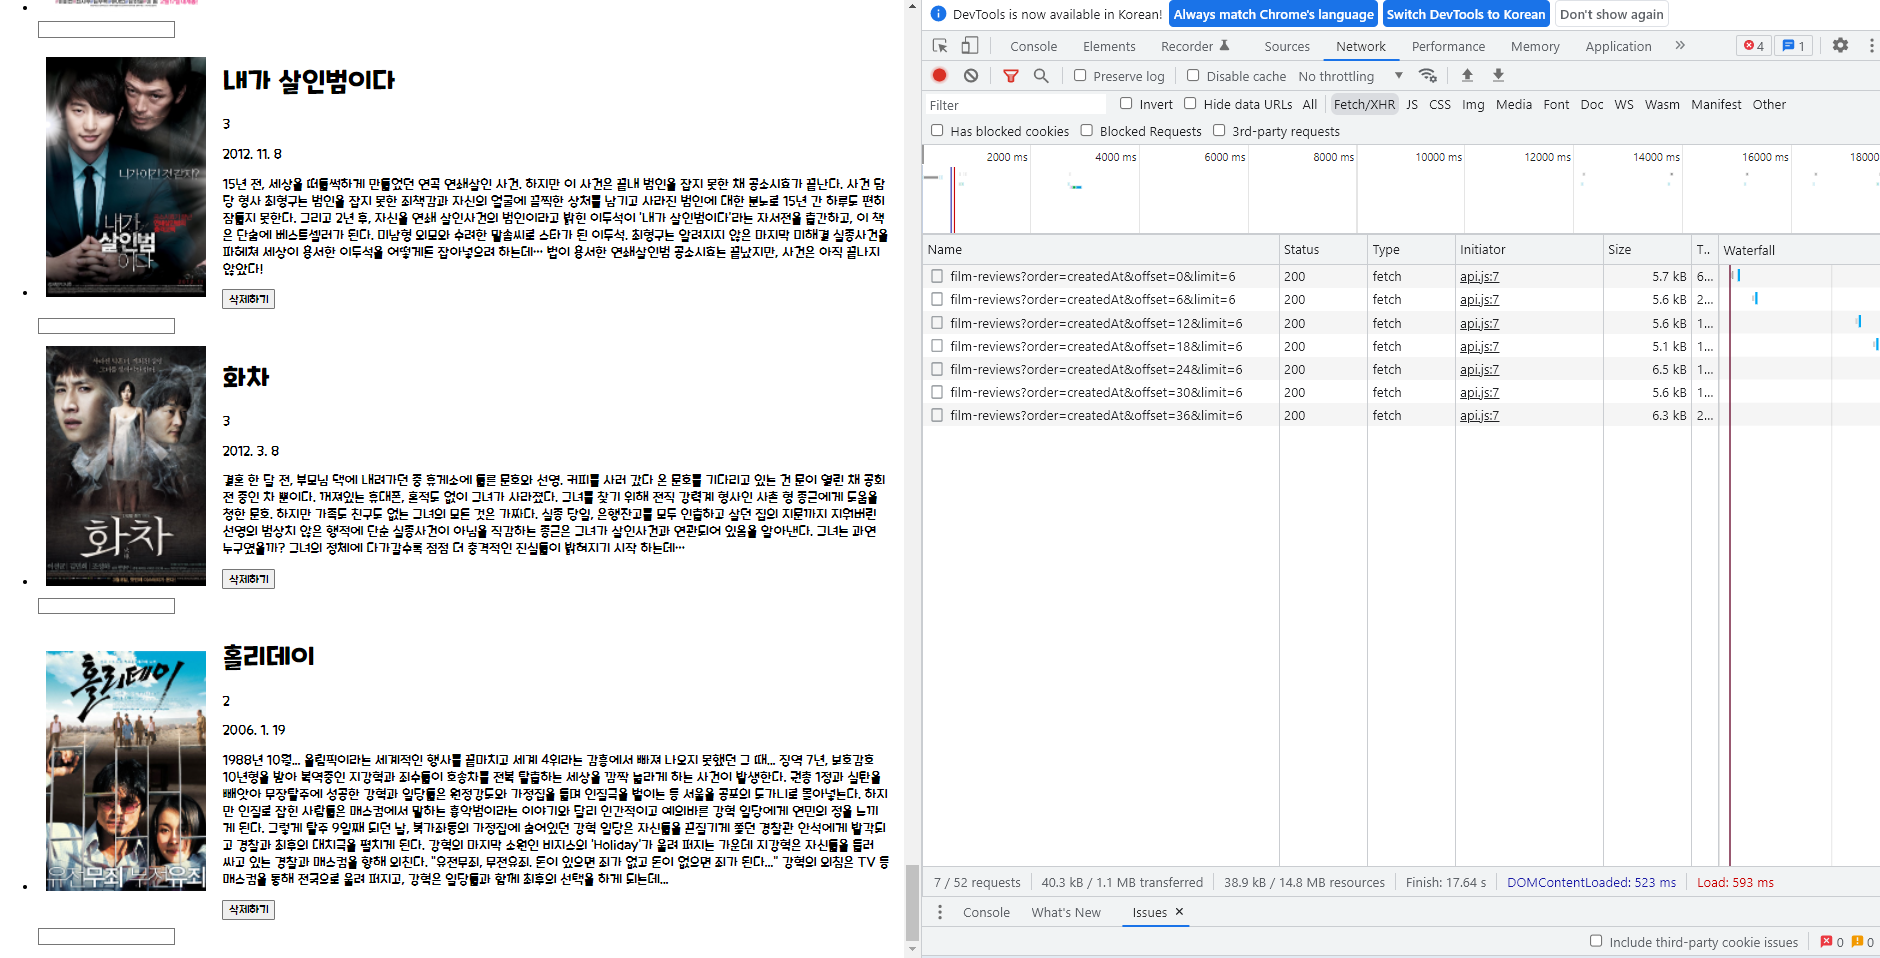 내가 살인범이다
3
2012. 11. 8
15년 전, 세상을 떠들썩하게 만들었던 연곡 연쇄살인 사건. 하지만 이 사건은 끝내 범인을 잡지 못한 채 공소시효가 끝난다. 사건 담
당 형사 최형구는 범인을 잡지 못한 죄책감과 자신의 얼굴에 끔찍한 상처를 남기고 사라진 범인에 대한 분노로 15년 간 하루도 편히
잠들지 못한다. 그리고 2년 후, 자신을 연쇄 살인사건의 범인이라고 밝힌 이두석이 '내가 살인범이다'라는 자서전을 출간하고, 이 책
은 단숨에 베스트셀러가 된다. 미남형 외모와 수려한 말솜씨로 스타가 된 이두석. 최형구는 알려지지 않은 마지막 미해결 실종사건을
파헤쳐 세상이 용서한 이두석을 어떻게든 잡아넣으려 하는데… 법이 용서한 연쇄살인범 공소시효는 끝났지만, 사건은 아직 끝나지
않았다!
삭제하기
니가 이긴 것 같지?
내가
살인범
이다
화차
3
2012. 3. 8
결혼 한 달 전, 부모님 댁에 내려가던 중 휴게소에 들른 문호와 선영. 커피를 사러 갔다 온 문호를 기다리고 있는 건 문이 열린 채 공회
전 중인 차 뿐이다. 꺼져있는 휴대폰, 흔적도 없이 그녀가 사라졌다. 그녀를 찾기 위해 전직 강력계 형사인 사촌 형 종근에게 도움을
청한 문호. 하지만 가족도 친구도 없는 그녀의 모든 것은 가짜다. 실종 당일, 은행잔고를 모두 인출하고 살던 집의 지문까지 지워버린
선영의 범상치 않은 행적에 단순 실종사건이 아님을 직감하는 종근은 그녀가 살인사건과 연관되어 있음을 알아낸다. 그녀는 과연
누구였을까? 그녀의 정체에 다가갈수록 점점 더 충격적인 진실들이 밝혀지기 시작 하는데…
삭제하기
화차
홀리데이
2
2006. 1. 19
1988년 10월... 올림픽이라는 세계적인 행사를 끝마치고 세계 4위라는 감흥에서 빠져 나오지 못했던 그 때... 징역 7년, 보호감호
10년형을 받아 복역중인 지강혁과 죄수들이 호송차를 전복 탈출하는 세상을 깜짝 놀라게 하는 사건이 발생한다. 권총 1정과 실탄을
빼앗아 무장탈주에 성공한 강혁과 일당들은 원정강도와 가정집을 돌며 인질극을 벌이는 등 서울을 공포의 도가니로 몰아넣는다. 하지
만 인질로 잡힌 사람들은 매스컴에서 말하는 흉악범이라는 이야기와 달리 인간적이고 예의바른 강혁 일당에게 연민의 정을 느끼
게 된다. 그렇게 탈주 9일째 되던 날, 북가좌동의 가정집에 숨어있던 강혁 일당은 자신들을 끈질기게 쫓던 경찰관 안석에게 발각되
고 경찰과 최후의 대치극을 펼치게 된다. 강혁의 마지막 소원인 비지스의 'Holiday'가 울려 퍼지는 가운데 지강혁은 자신들을 둘러
싸고 있는 경찰과 매스컴을 향해 외친다. "유전무죄, 무전유죄. 돈이 있으면 죄가 없고 돈이 없으면 죄가 된다..." 강혁의 외침은 TV 등
매스컴을 통해 전국으로 울려 퍼지고, 강혁은 일당들과 함께 최후의 선택을 하게 되는데...
삭제하기
홀리데이
유전무죄 무전유죄
DevTools is now available in Korean! Always match Chrome's language Switch DevTools to Korean Don't show again
Console Elements Recorder Sources Network Performance Memory Application » 4 1
Preserve log Disable cache No throttling
Filter Invert Hide data URLs All Fetch/XHR JS CSS Img Media Font Doc WS Wasm Manifest Other
Has blocked cookies Blocked Requests 3rd-party requests
2000 ms 4000 ms 6000 ms 8000 ms 10000 ms 12000 ms 14000 ms 16000 ms 18000
Name Status Type Initiator Size T.. Waterfall
film-reviews?order=createdAt&offset=0&limit=6 200 fetch api.js:7 5.7 kB 6...
film-reviews?order=createdAt&offset=6&limit=6 200 fetch api.js:7 5.6 kB 2...
film-reviews?order=createdAt&offset=12&limit=6 200 fetch api.js:7 5.6 kB 1...
film-reviews?order=createdAt&offset=18&limit=6 200 fetch api.js:7 5.1 kB 1...
film-reviews?order=createdAt&offset=24&limit=6 200 fetch api.js:7 6.5 kB 1...
film-reviews?order=createdAt&offset=30&limit=6 200 fetch api.js:7 5.6 kB 1...
film-reviews?order=createdAt&offset=36&limit=6 200 fetch api.js:7 6.3 kB 2...
7 / 52 requests 40.3 kB / 1.1 MB transferred 38.9 kB / 14.8 MB resources Finish: 17.64 s DOMContentLoaded: 523 ms Load: 593 ms
Console What's New Issues ×
Include third-party cookie issues 0 0